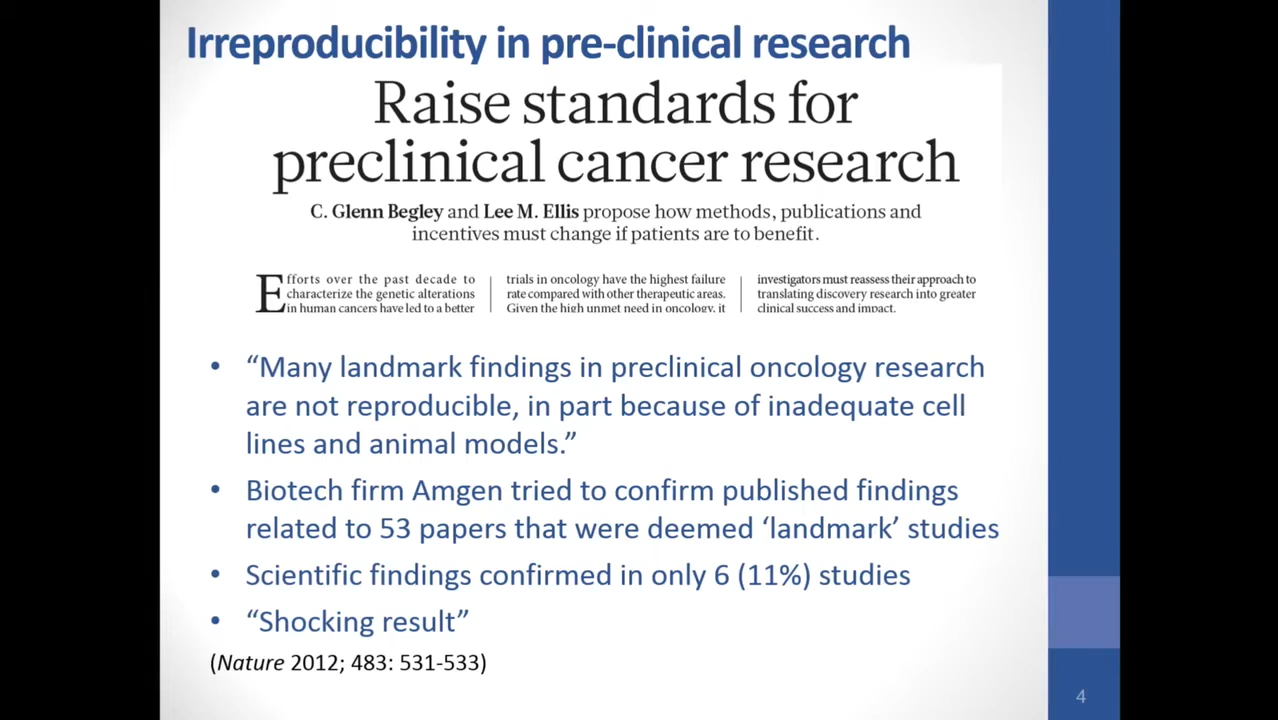 Irreproducibility in pre-clinical research
Raise standards for
preclinical cancer research
C. Glenn Begley and Lee M. Ellis propose how methods, publications and
incentives must change if patients are to benefit.
Efforts over the past decade to
characterize the genetic alterations
in human cancers have led to a better
trials in oncology have the highest failure
rate compared with other therapeutic areas.
Given the high unmet need in oncology, it
investigators must reassess their approach to
translating discovery research into greater
clinical success and impact.
• “Many landmark findings in preclinical oncology research
are not reproducible, in part because of inadequate cell
lines and animal models.”
• Biotech firm Amgen tried to confirm published findings
related to 53 papers that were deemed ‘landmark’ studies
• Scientific findings confirmed in only 6 (11%) studies
• “Shocking result”
(Nature 2012; 483: 531-533)
4